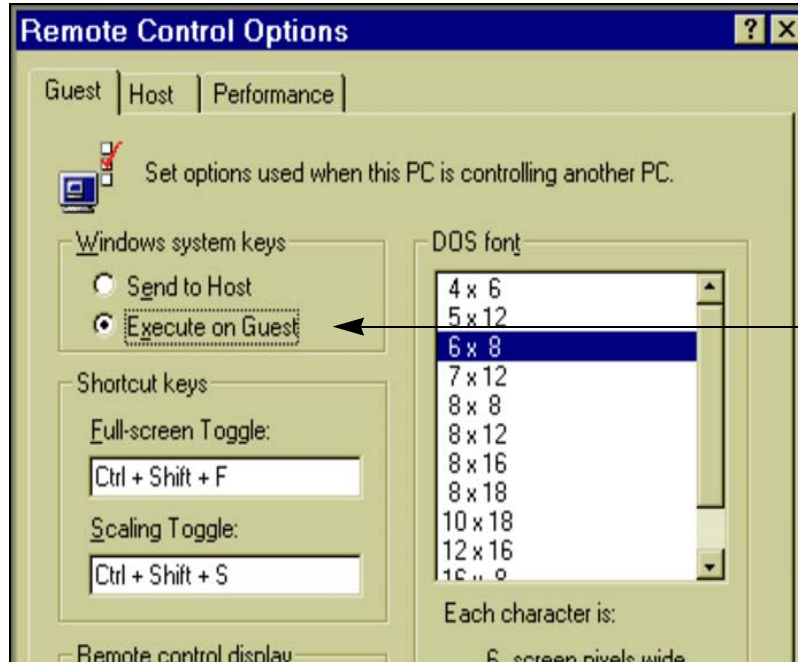 Remote Control Options
Guest Host Performance
Set options used when this PC is controlling another PC.
Windows system keys
Send to Host
Execute on Guest
Shortcut keys
Full-screen Toggle:
Ctrl + Shift + F
Scaling Toggle:
Ctrl + Shift + S
Remote control display
DOS font
4 x 6
5 x 12
6 x 8
7 x 12
8 x 8
8 x 12
8 x 16
8 x 18
10 x 18
12 x 16
Each character is:
6 screen pixels wide